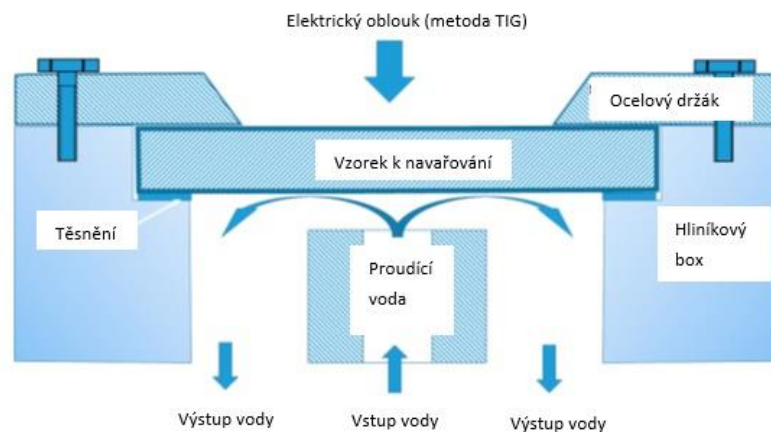 Elektrický oblouk (metoda TIG)
Ocelový držák
Vzorek k navařování
Těsnění
Proudící
voda
Hliníkový
box
Výstup vody
Vstup vody
Výstup vody